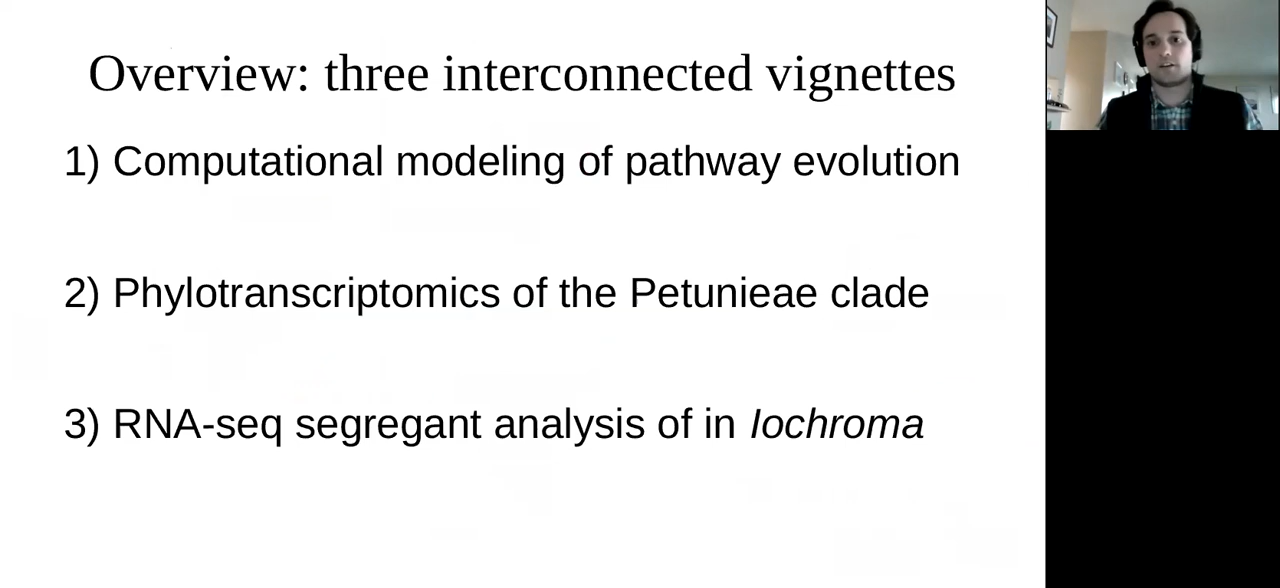 Overview: three interconnected vignettes
1) Computational modeling of pathway evolution
2) Phylotranscriptomics of the Petunieae clade
3) RNA-seq segregant analysis of in Iochroma